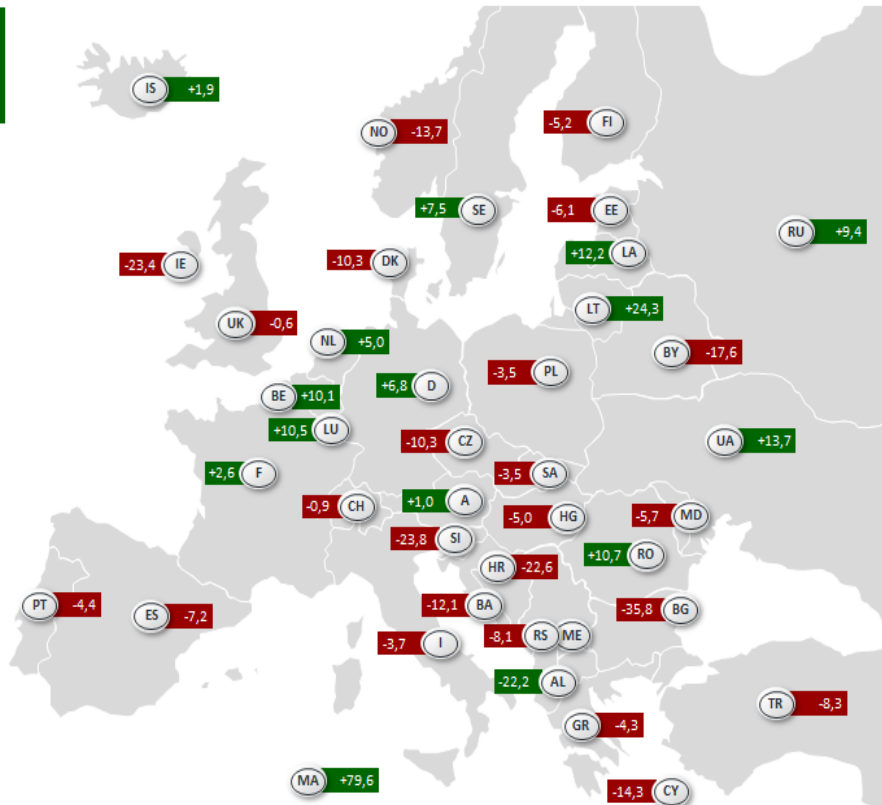 IS +1,9
NO -13,7
-5,2 FI
+7,5 SE
-6,1 EE
RU +9,4
+12,2 LA
-23,4 IE
-10,3 DK
LT +24,3
UK -0,6
NL +5,0
BY -17,6
-3,5 PL
+6,8 D
BE +10,1
+10,5 LU
-10,3 CZ
UA +13,7
+2,6 F
-3,5 SA
-0,9 CH
+1,0 A
-5,0 HG
-5,7 MD
-23,8 SI
+10,7 RO
HR -22,6
PT -4,4
ES -7,2
-12,1 BA
-35,8 BG
-3,7 I
-8,1 RS ME
-22,2 AL
TR -8,3
GR -4,3
MA +79,6
-14,3 CY